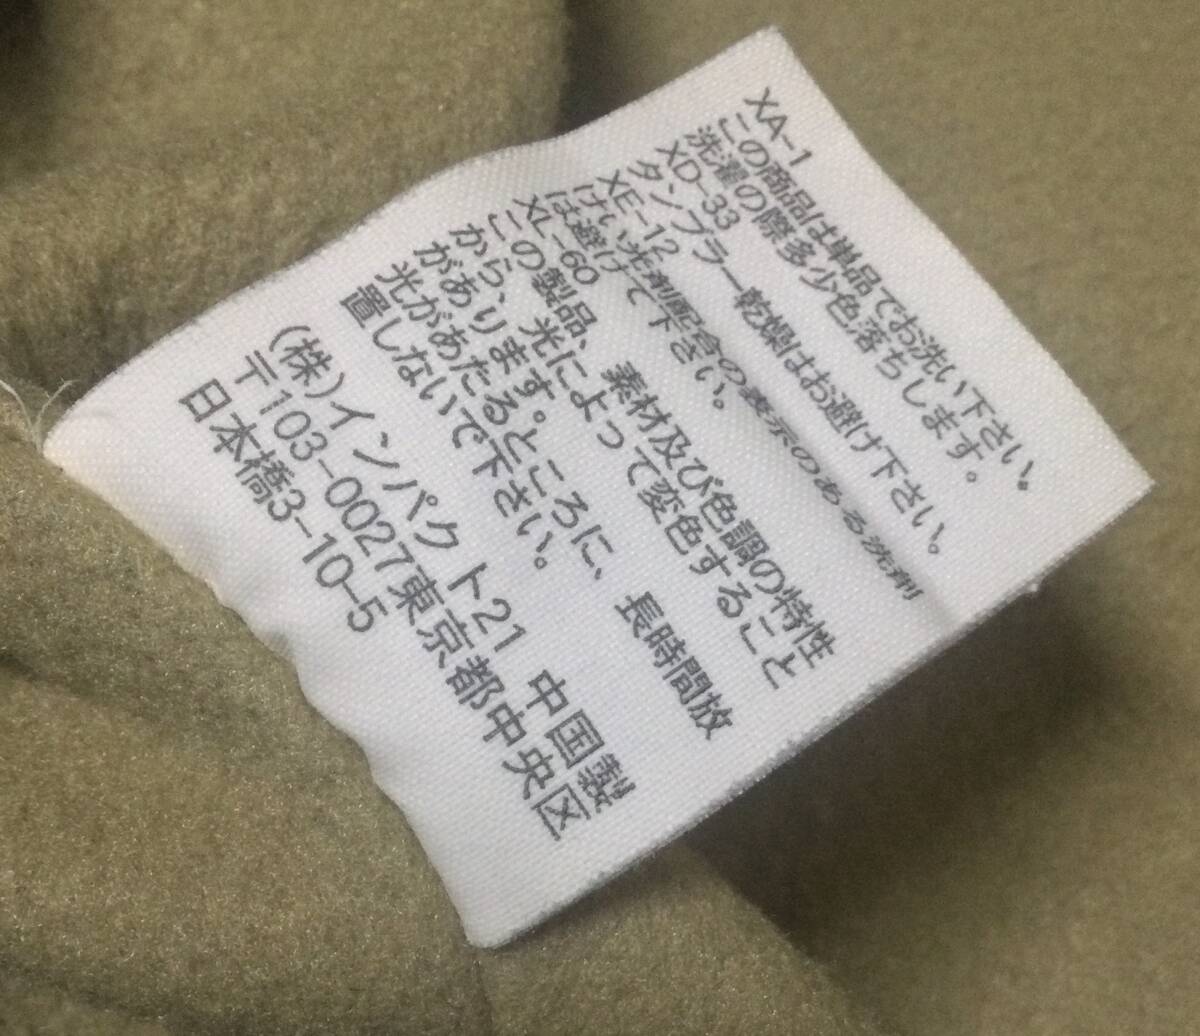 XA-1
この商品は単品でお洗い下さい。
洗濯の際多少色落ちします。
XD-33
タンブラー乾燥はお避け下さい。
XE-12
けい光剤配合の表示のある洗剤
は避けて下さい。
XL-60　素材及び色調の特性
この製品、光によって変色すること
から、光
があります。ところに、長時間放
光があたるところに、
置しないで下さい。
(株)インパクト21　中国製
〒103-0027東京都中央区
日本橋3-10-5